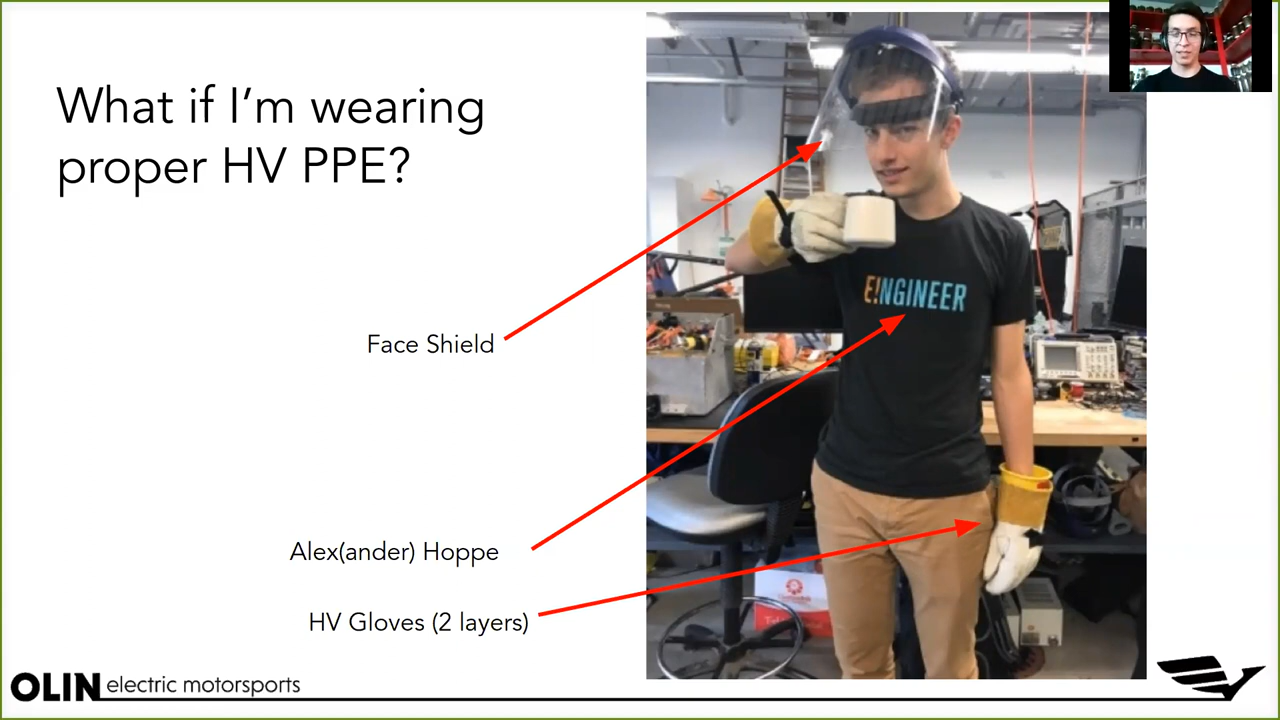 What if I'm wearing
proper HV PPE?
E!NGINEER
Face Shield
Alex(ander) Hoppe
HV Gloves (2 layers)
OLIN electric motorsports